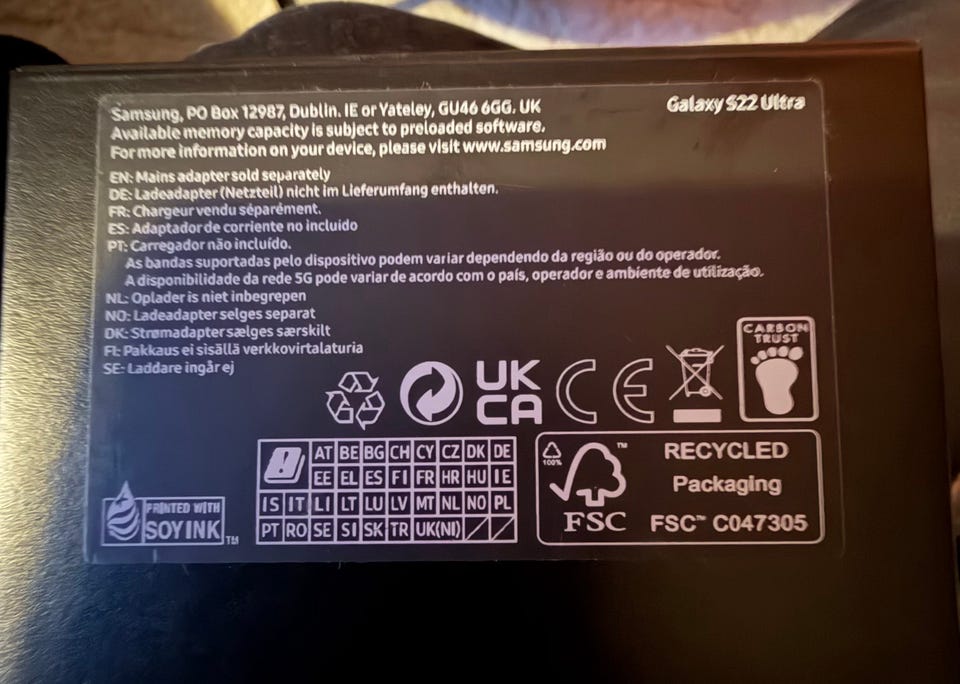 Samsung, PO Box 12987, Dublin. IE or Yateley, GU46 6GG. UK
Galaxy S22 Ultra
Available memory capacity is subject to preloaded software.
For more information on your device, please visit www.samsung.com
EN: Mains adapter sold separately
DE: Ladeadapter (Netzteil) nicht im Lieferumfang enthalten.
FR: Chargeur vendu séparément.
ES: Adaptador de corriente no incluido
PT: Carregador não incluído.
As bandas suportadas pelo dispositivo podem variar dependendo da região ou do operador.
A disponibilidade da rede 5G pode variar de acordo com o país, operador e ambiente de utilização.
NL: Oplader is niet inbegrepen
NO: Ladeadapter selges separat
DK: Strømadapter sælges særskilt
FI: Pakkaus ei sisällä verkkovirtalaturia
SE: Laddare ingår ej
CARBON
TRUST
UK
CA
CE
AT BE BG CH CY CZ DK DE
EE EL ES FI FR HR HU IE
IS IT LI LT LU LV MT NL NO PL
PT RO SE SI SK TR UK(NI)
PRINTED WITH
SOY INK TM
100%
FSC
TM
RECYCLED
Packaging
FSC™ C047305